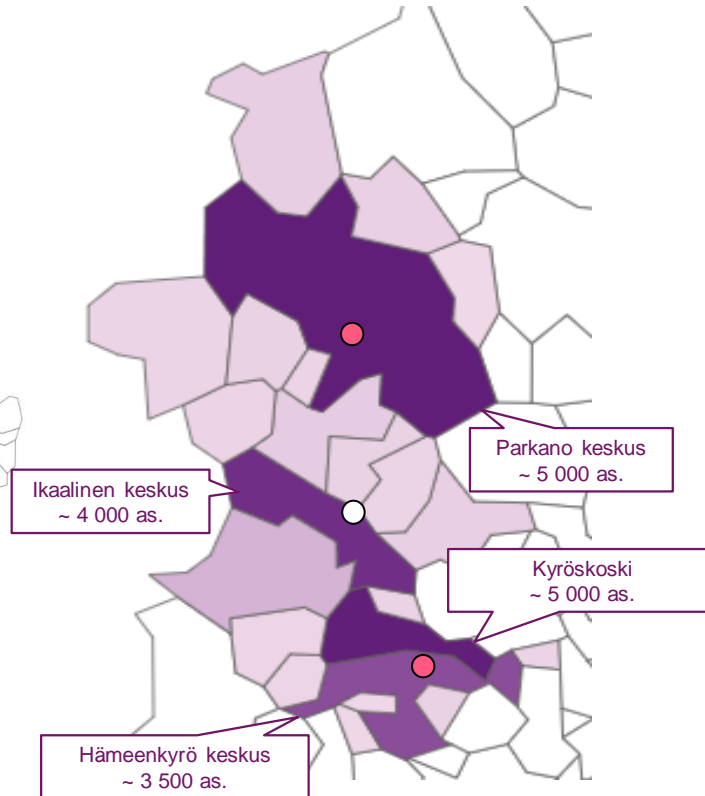 Parkano keskus
~ 5 000 as.
Ikaalinen keskus
~ 4 000 as.
Kyröskoski
~ 5 000 as.
Hämeenkyrö keskus
~ 3 500 as.